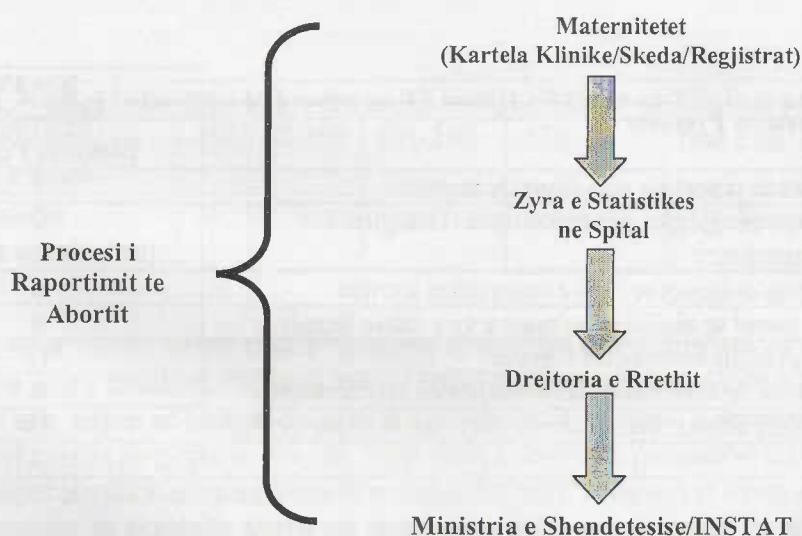 Maternitetet
(Kartela Klinike/Skeda/Regjistrat)
Zyra e Statistikes
ne Spital
Procesi i
Raportimit te
Abortit
Drejtoria e Rrethit
Ministria e Shendetesise/INSTAT